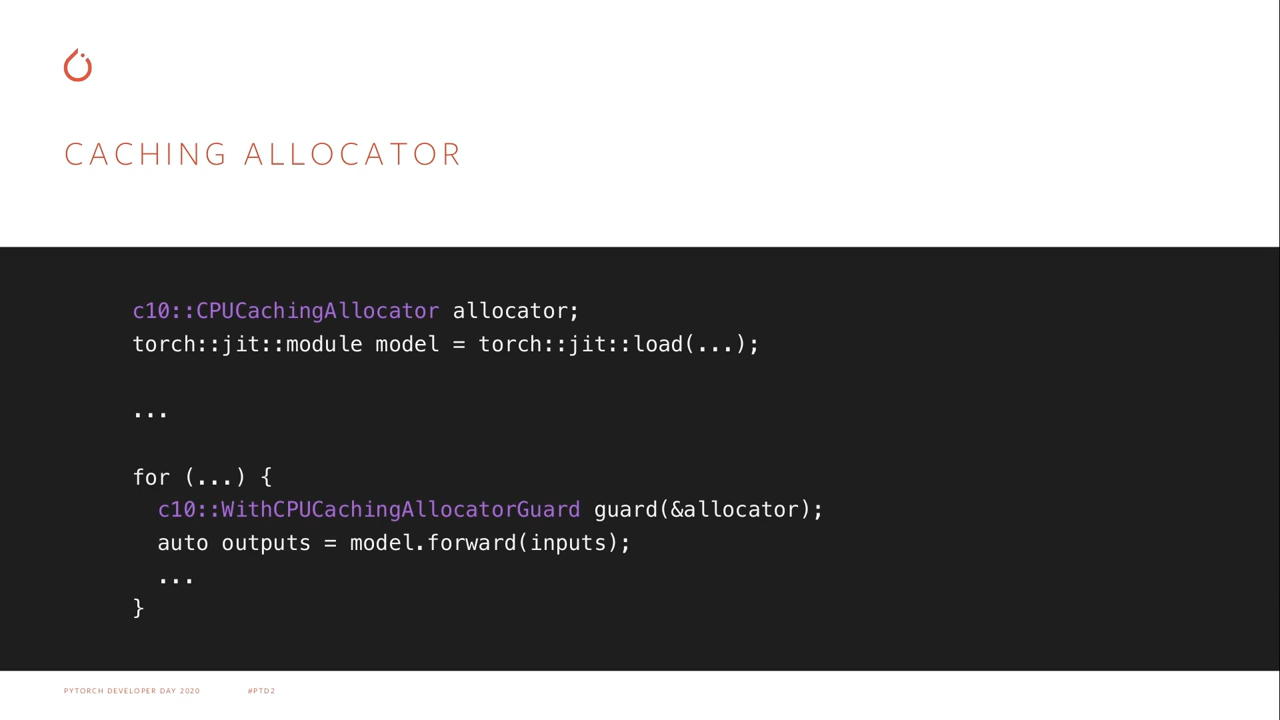 CACHING ALLOCATOR
c10::CPUCachingAllocator allocator;
torch::jit::module model = torch::jit::load(...);
...
for (...) {
c10::WithCPUCachingAllocatorGuard guard(&allocator);
auto outputs = model.forward(inputs);
...
}
PYTORCH DEVELOPER DAY 2020 #PTD2